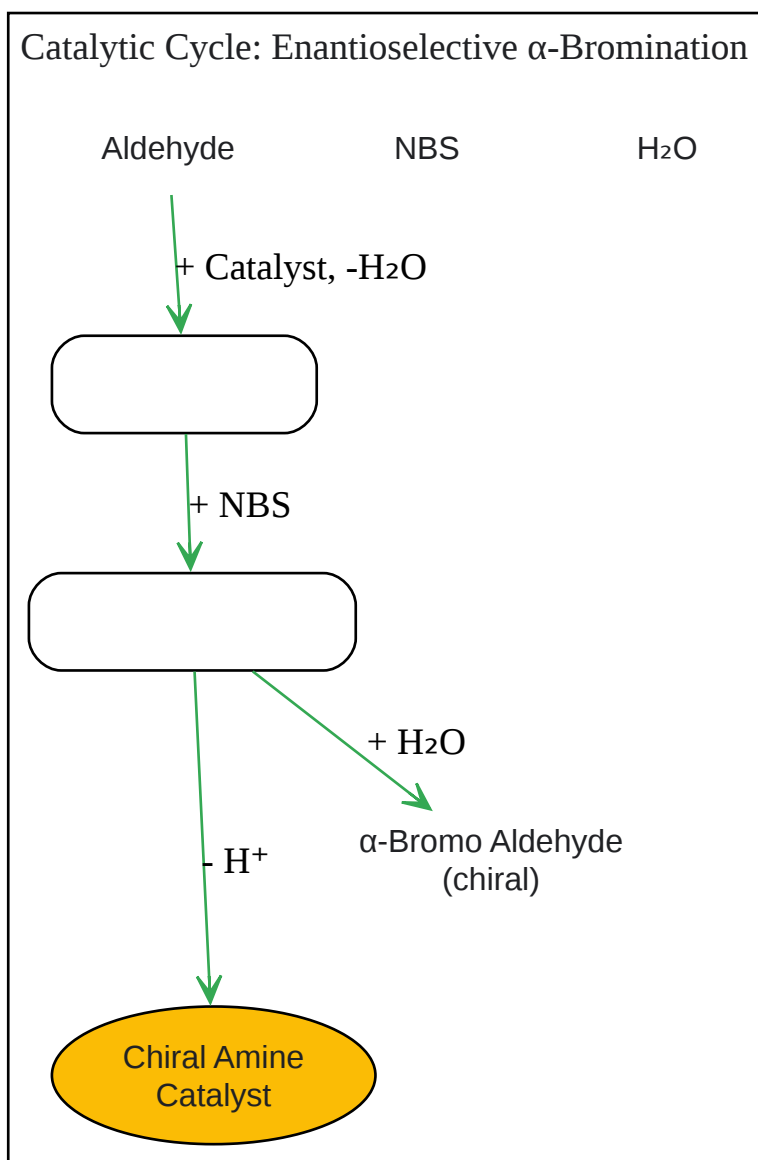 Catalytic Cycle: Enantioselective α-Bromination
Aldehyde
NBS
H₂O
+ Catalyst, -H₂O
+ NBS
+ H₂O
α-Bromo Aldehyde
(chiral)
- H⁺
Chiral Amine
Catalyst